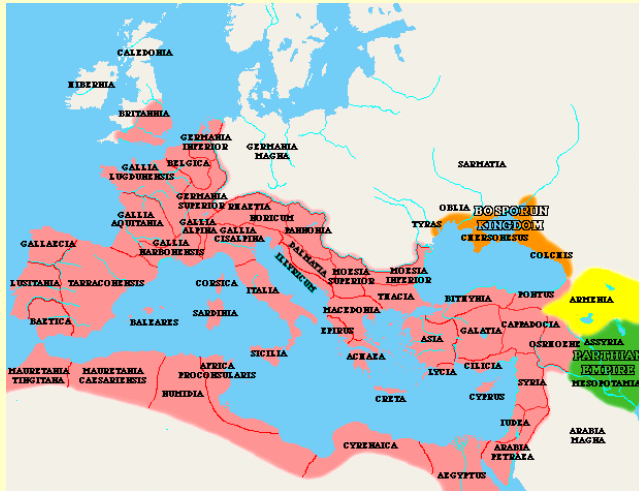 CALEDONIA
HIBERNIA
BRITANNIA
GERMANIA
INFERIOR
GERMANIA
MAGNA
BELGICA
GALLIA
LUGDUNENSIS
SARMATIA
GERMANIA
SUPERIOR
RHAETIA
NORICUM
OBLIA
BOSPORUN
KINGDOM
TYRAS
CHERSONESUS
GALLIA
AQUITANIA
GALLIA
ALPINA
GALLIA
CISALPINA
PANNONIA
GALLAECIA
GALLIA
NARBONENSIS
ILLYRICUM
DALMATIA
COLCHIS
MOESIA
SUPERIOR
MOESIA
INFERIOR
LUSITANIA
TARRACONENSIS
CORSICA
ITALIA
THACIA
BITHYNIA
PONTUS
ARMENIA
SARDINIA
MACEDONIA
BAETICA
BALEARES
CAPPADOCIA
EPIRUS
ASIA
GALATIA
OSRHOENE
ASSYRIA
SICILIA
ACHAEA
PARTHIAN
EMPIRE
MAURETANIA
TINGITANA
MAURETANIA
CAESARIENSIS
AFRICA
PROCONSULARIS
LYCIA
CILICIA
SYRIA
MESOPOTAMIA
NUMIDIA
CRETA
CYPRUS
IUDEA
CYRENAICA
ARABIA
PETRAEA
ARABIA
MAGNA
AEGYPTUS